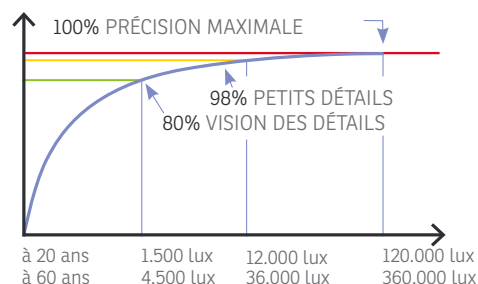 100% PRÉCISION MAXIMALE
98% PETITS DÉTAILS
80% VISION DES DÉTAILS
à 20 ans 1.500 lux 12.000 lux 120.000 lux
à 60 ans 4.500 lux 36.000 lux 360.000 lux